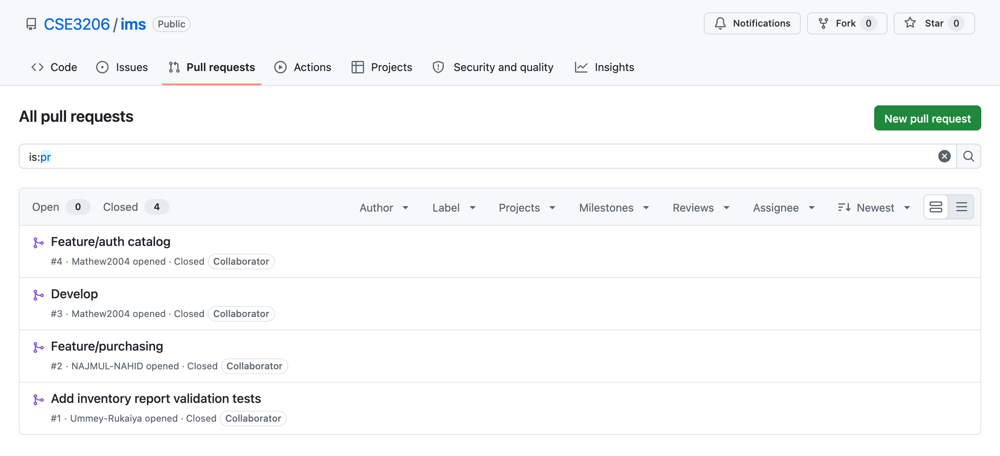 CSE3206 / ims Public
Notifications Fork 0 Star 0
Code Issues Pull requests Actions Projects Security and quality Insights
All pull requests
New pull request
is:pr
Open 0 Closed 4 Author Label Projects Milestones Reviews Assignee Newest
Feature/auth catalog
#4 · Mathew2004 opened · Closed Collaborator
Develop
#3 · Mathew2004 opened · Closed Collaborator
Feature/purchasing
#2 · NAJMUL-NAHID opened · Closed Collaborator
Add inventory report validation tests
#1 · Ummey-Rukaiya opened · Closed Collaborator